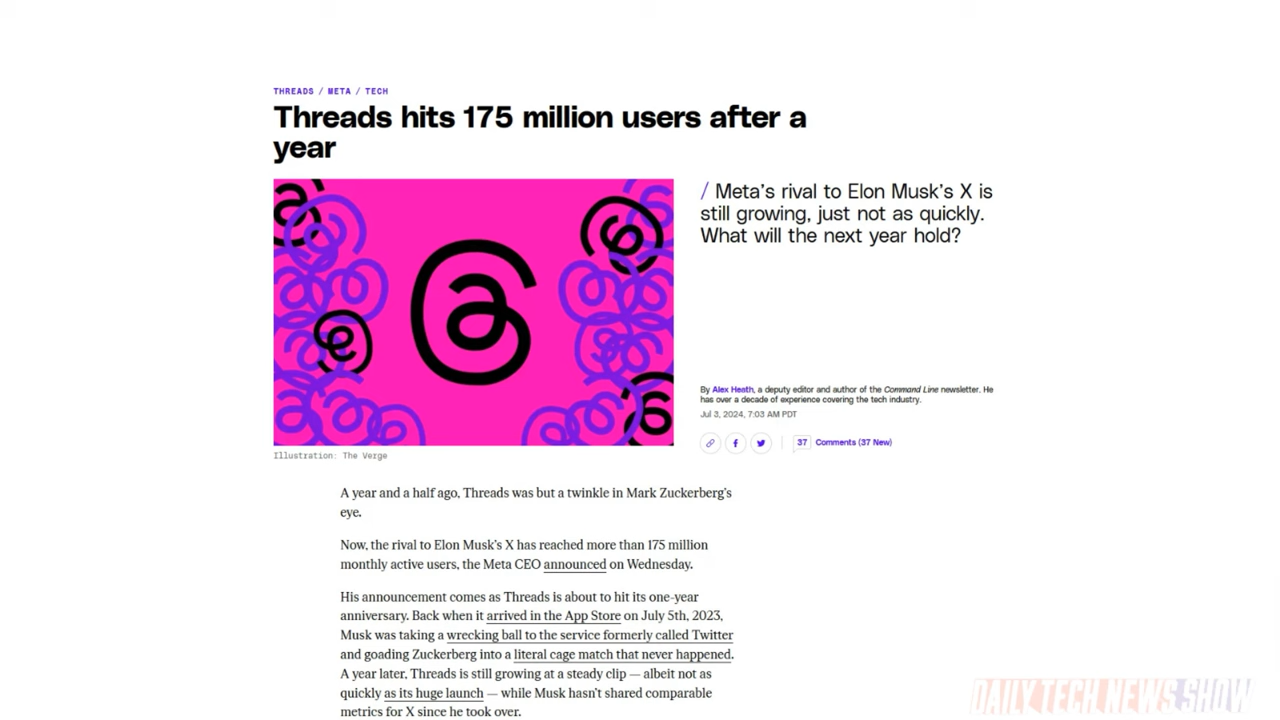 THREADS / META / TECH
Threads hits 175 million users after a
year
/ Meta’s rival to Elon Musk’s X is
still growing, just not as quickly.
What will the next year hold?
By Alex Heath, a deputy editor and author of the Command Line newsletter. He
has over a decade of experience covering the tech industry.
Jul 3, 2024, 7:03 AM PDT
37 Comments (37 New)
Illustration: The Verge
A year and a half ago, Threads was but a twinkle in Mark Zuckerberg’s
eye.
Now, the rival to Elon Musk’s X has reached more than 175 million
monthly active users, the Meta CEO announced on Wednesday.
His announcement comes as Threads is about to hit its one-year
anniversary. Back when it arrived in the App Store on July 5th, 2023,
Musk was taking a wrecking ball to the service formerly called Twitter
and goading Zuckerberg into a literal cage match that never happened.
A year later, Threads is still growing at a steady clip — albeit not as
quickly as its huge launch — while Musk hasn’t shared comparable
metrics for X since he took over.
DAILY TECH NEWS SHOW